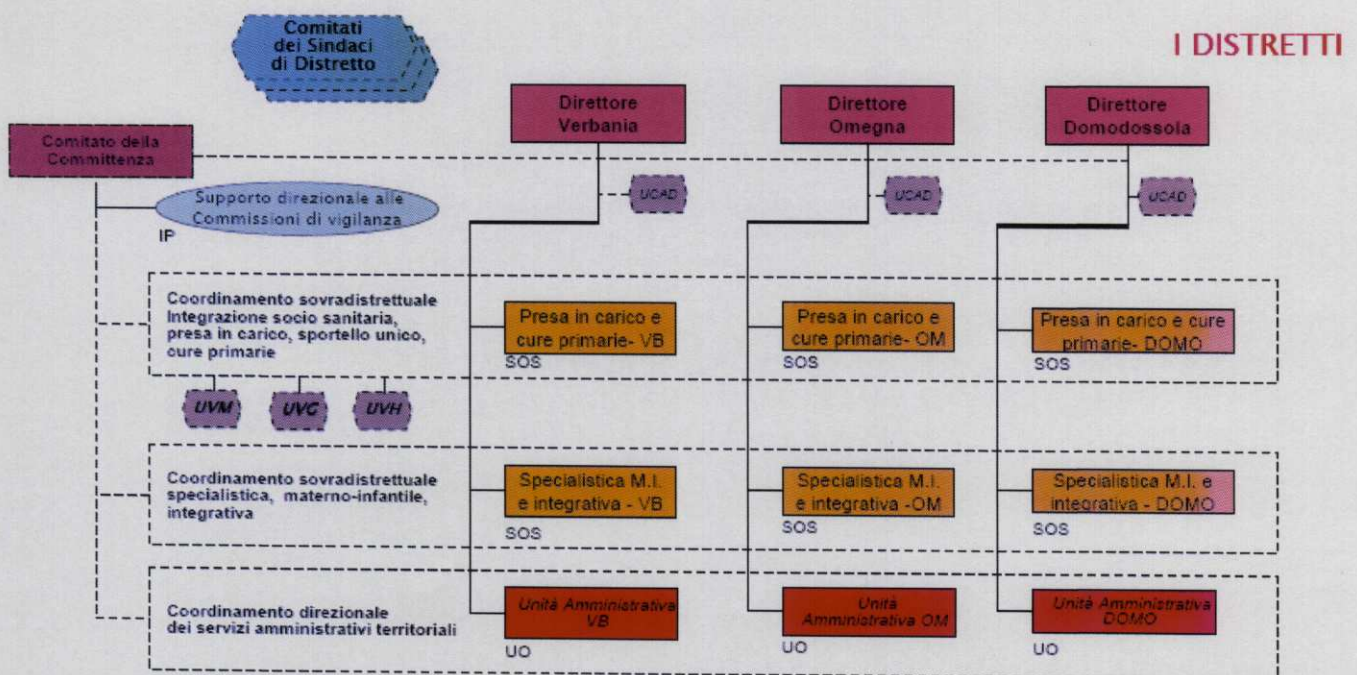 Comitati
dei Sindaci
di Distretto
I DISTRETTI
Direttore
Verbania
Direttore
Omegna
Direttore
Domodossola
Comitato della
Committenza
UCAD
UCAD
UCAD
Supporto direzionale alle
Commissioni di vigilanza
IP
Coordinamento sovradistrettuale
Integrazione socio sanitaria,
presa in carico, sportello unico,
cure primarie
Presa in carico e
cure primarie- VB
SOS
Presa in carico e
cure primarie- OM
SOS
Presa in carico e cure
primarie- DOMO
SOS
UVM
UVG
UVH
Coordinamento sovradistrettuale
specialistica, materno-infantile,
integrativa
Specialistica M.I.
e integrativa - VB
SOS
Specialistica M.I
e integrativa -OM
SOS
Specialistica M.I. e
integrativa - DOMO
SOS
Coordinamento direzionale
dei servizi amministrativi territoriali
Unità Amministrativa
VB
UO
Unità
Amministrativa OM
UO
Unità Amministrativa
DOMO
UO